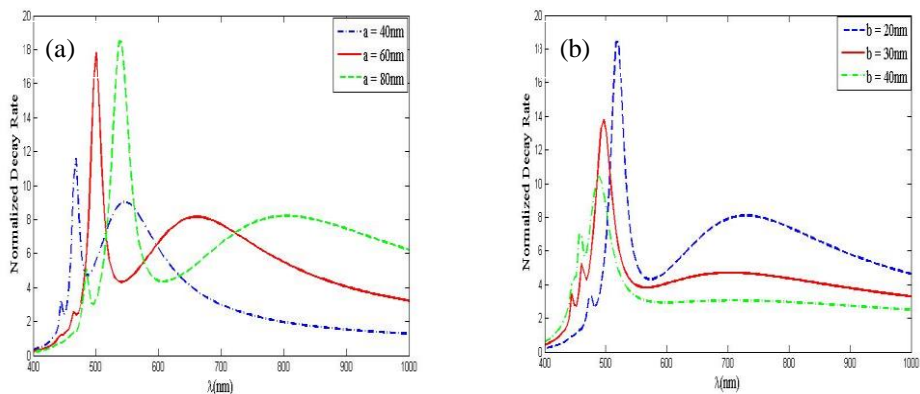 (a)
a = 40nm
a = 60nm
a = 80nm
Normalized Decay Rate
20
18
16
14
12
10
8
6
4
2
0
400 500 600 700 800 900 1000
λ(nm)
(b)
b = 20nm
b = 30nm
b = 40nm
Normalized Decay Rate
20
18
16
14
12
10
8
6
4
2
0
400 500 600 700 800 900 1000
λ(nm)